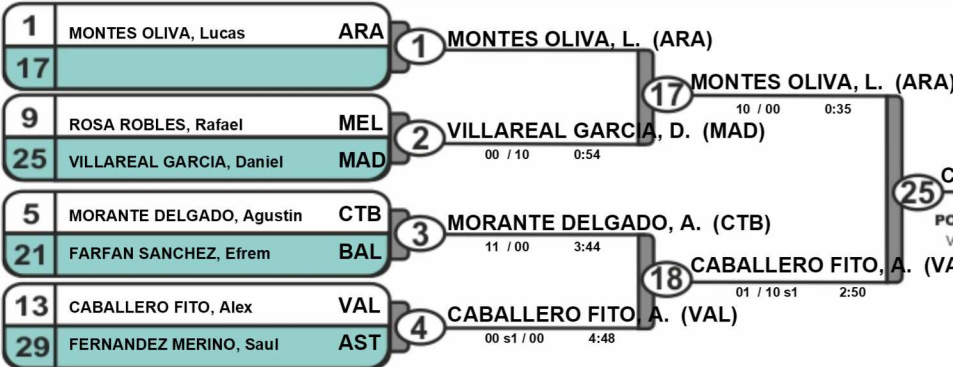 1 MONTES OLIVA, Lucas ARA
17
1 MONTES OLIVA, L. (ARA)
9 ROSA ROBLES, Rafael MEL
25 VILLAREAL GARCIA, Daniel MAD
2 VILLAREAL GARCIA, D. (MAD)
00 / 10 0:54
17 MONTES OLIVA, L. (ARA)
10 / 00 0:35
5 MORANTE DELGADO, Agustin CTB
21 FARFAN SANCHEZ, Efrem BAL
3 MORANTE DELGADO, A. (CTB)
11 / 00 3:44
13 CABALLERO FITO, Alex VAL
29 FERNANDEZ MERINO, Saul AST
4 CABALLERO FITO, A. (VAL)
00 s1 / 00 4:48
18 CABALLERO FITO, A. (VA
01 / 10 s1 2:50
25 C
PO
V